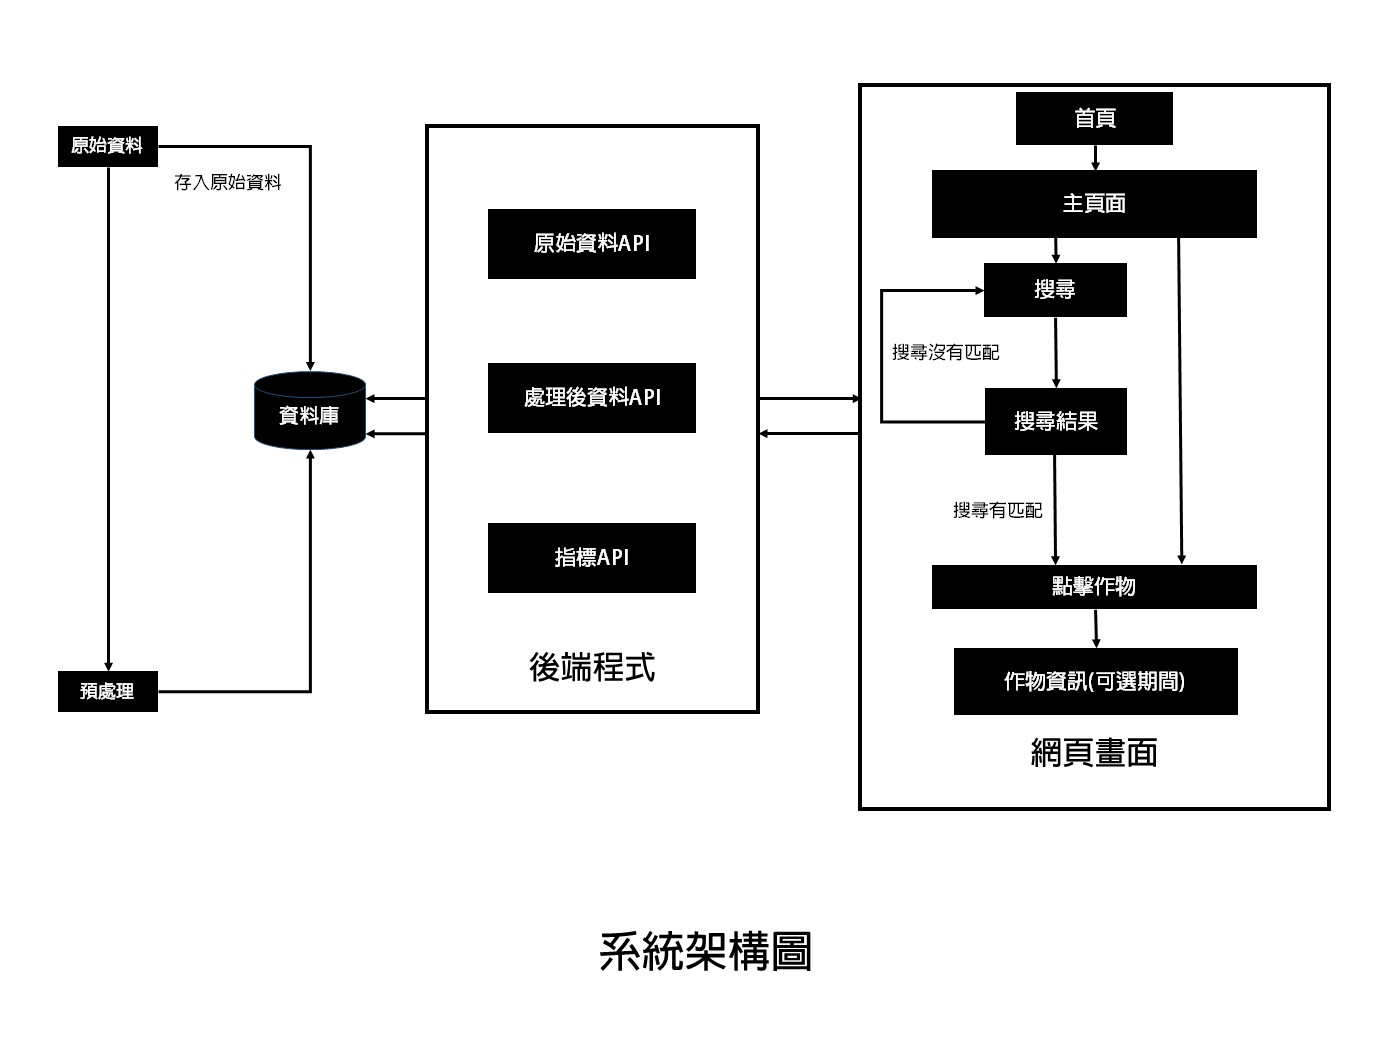 原始資料
存入原始資料
資料庫
預處理
原始資料API
處理後資料API
指標API
後端程式
首頁
主頁面
搜尋
搜尋沒有匹配
搜尋結果
搜尋有匹配
點擊作物
作物資訊(可選期間)
網頁畫面
系統架構圖